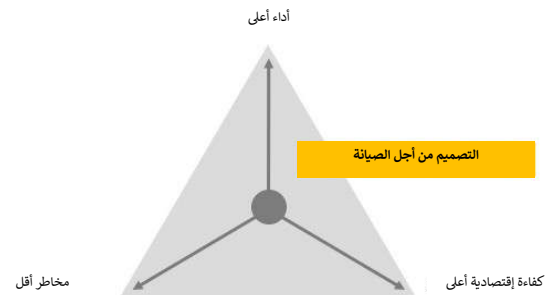 أداء أعلى
التصميم من أجل الصيانة
كفاءة إقتصادية أعلى
مخاطر أقل